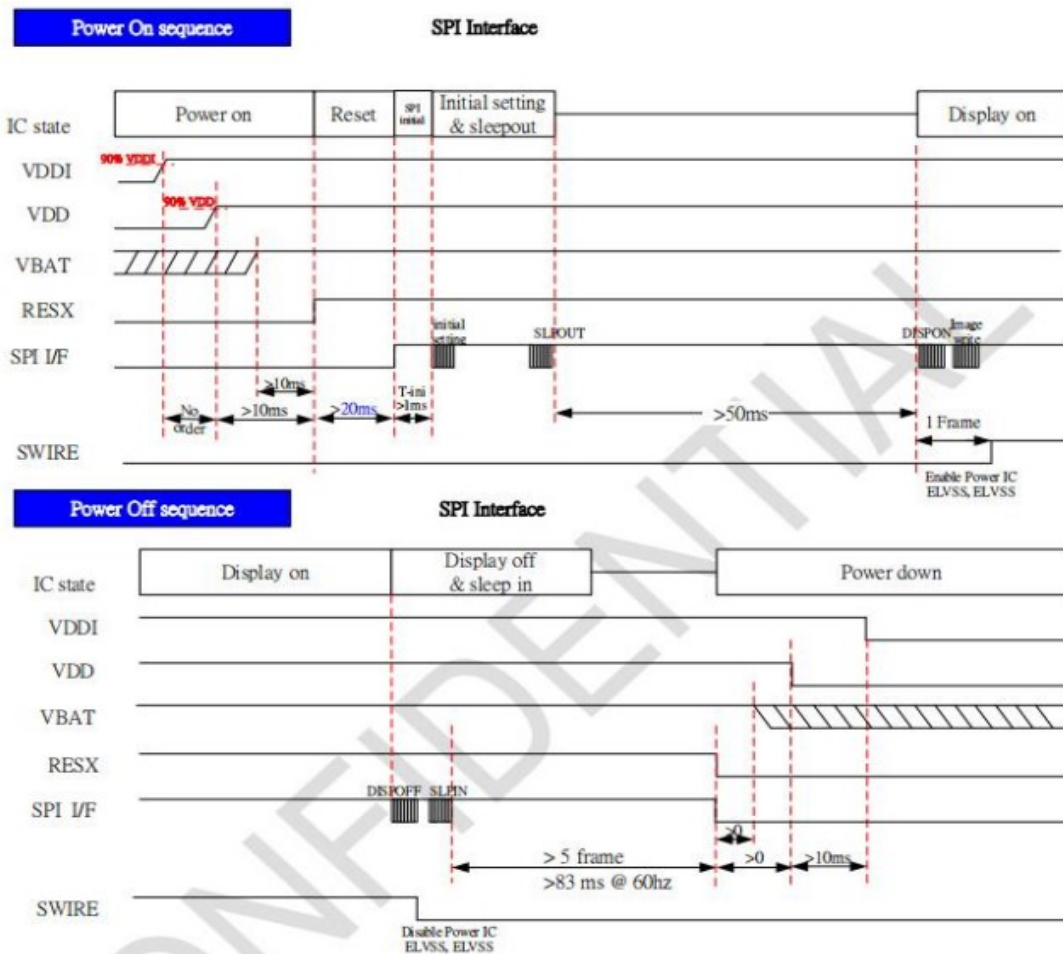 Power On sequence
SPI Interface
IC state
Power on
Reset
SPI initial
Initial setting & sleepout
Display on
VDDI
90% VDDI
VDD
90% VDD
VBAT
RESX
SPI I/F
initial setting
SLPOUT
DISPON
Image write
No order
>10ms
>10ms
>20ms
T-ini >1ms
>50ms
1 Frame
SWIRE
Enable Power IC
ELVSS, ELVSS
Power Off sequence
SPI Interface
IC state
Display on
Display off & sleep in
Power down
VDDI
VDD
VBAT
RESX
SPI I/F
DISPOFF
SLPIN
>0
> 5 frame
>83 ms @ 60hz
>0
>10ms
SWIRE
Disable Power IC
ELVSS, ELVSS
CONFIDENTIAL